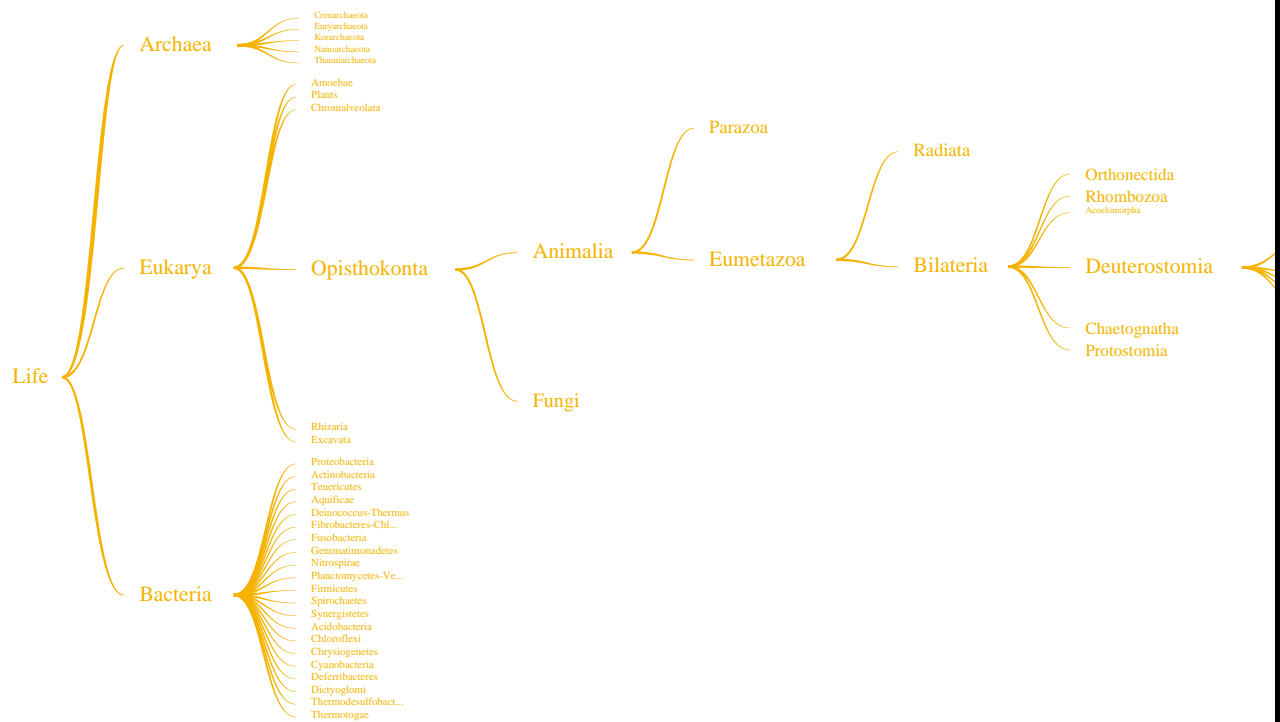 Crenarchaeota
Euryarchaeota
Korarchaeota
Nanoarchaeota
Thaumarchaeota
Archaea
Amoebae
Plants
Chromalveolata
Parazoa
Radiata
Orthonectida
Rhombozoa
Acoelomorpha
Animalia
Eumetazoa
Bilateria
Deuterostomia
Eukarya
Opisthokonta
Chaetognatha
Protostomia
Life
Fungi
Rhizaria
Excavata
Proteobacteria
Actinobacteria
Tenericutes
Aquificae
Deinococcus-Thermus
Fibrobacteres-Chl...
Fusobacteria
Gemmatimonadetes
Nitrospirae
Planctomycetes-Ve...
Firmicutes
Bacteria
Spirochaetes
Synergistetes
Acidobacteria
Chloroflexi
Chrysiogenetes
Cyanobacteria
Deferribacteres
Dictyoglomi
Thermodesulfobact...
Thermotogae